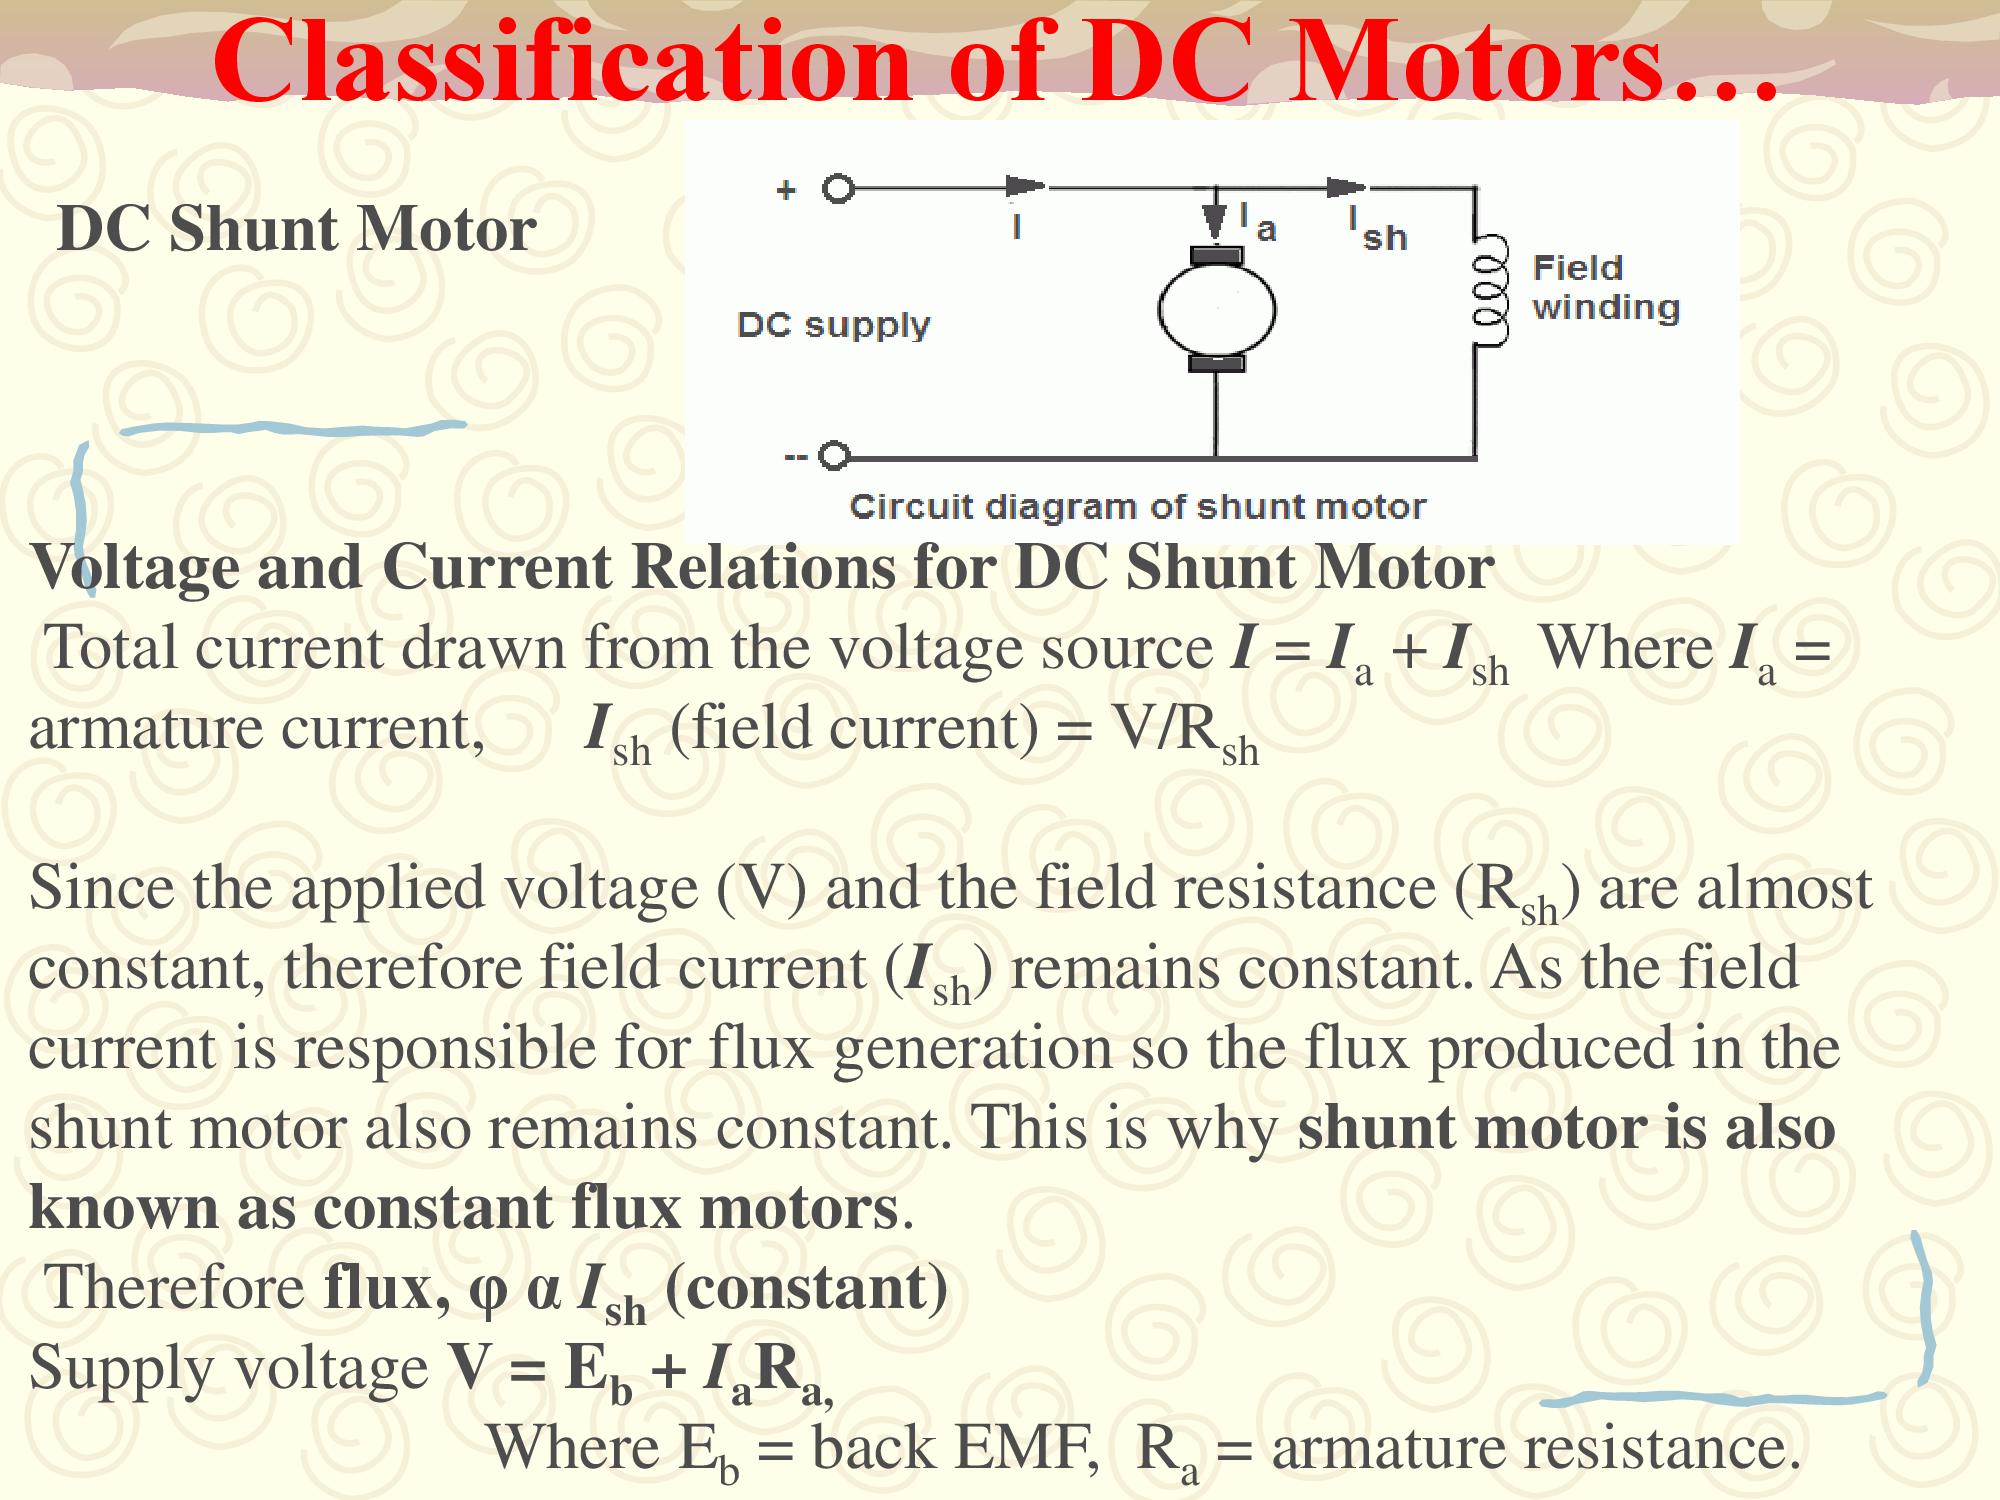 Classification of DC Motors…
DC Shunt Motor
+
I
I a
I sh
Field
winding
DC supply
--
Circuit diagram of shunt motor
Voltage and Current Relations for DC Shunt Motor
Total current drawn from the voltage source I = Ia + Ish Where Ia =
armature current, Ish (field current) = V/Rsh
Since the applied voltage (V) and the field resistance (Rsh) are almost
constant, therefore field current (Ish) remains constant. As the field
current is responsible for flux generation so the flux produced in the
shunt motor also remains constant. This is why shunt motor is also
known as constant flux motors.
Therefore flux, φ α Ish (constant)
Supply voltage V = Eb + IaRa,
Where Eb = back EMF, Ra = armature resistance.